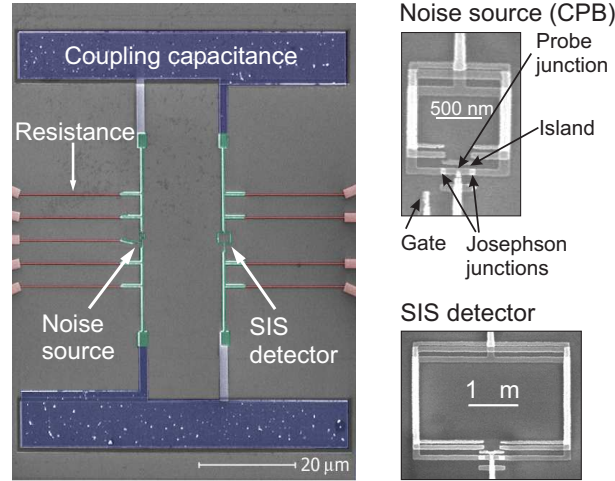 Coupling capacitance
Resistance
Noise
source
SIS
detector
20 μm
Noise source (CPB)
Probe
junction
500 nm
Island
Gate
Josephson
junctions
SIS detector
1 m